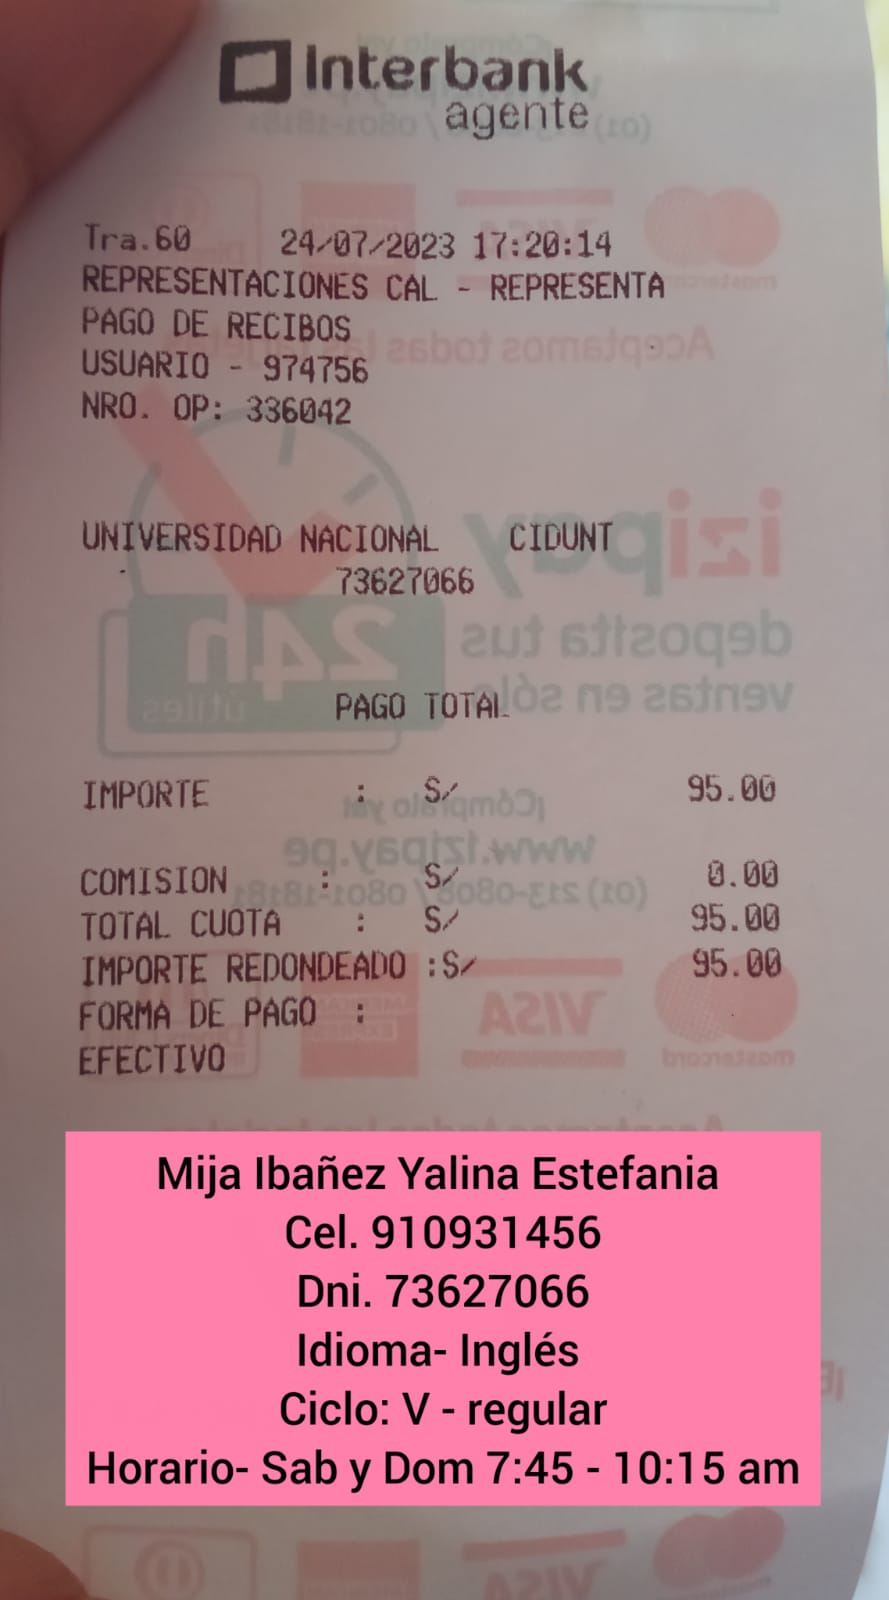 Interbank
agente
Tra.60 24/07/2023 17:20:14
REPRESENTACIONES CAL - REPRESENTA
PAGO DE RECIBOS
USUARIO - 974756
NRO. OP: 336042
UNIVERSIDAD NACIONAL CIDUNT
73627066
PAGO TOTAL
IMPORTE : S/ 95.00
COMISION : S/ 0.00
TOTAL CUOTA : S/ 95.00
IMPORTE REDONDEADO :S/ 95.00
FORMA DE PAGO :
EFECTIVO
Mija Ibañez Yalina Estefania
Cel. 910931456
Dni. 73627066
Idioma- Inglés
Ciclo: V - regular
Horario- Sab y Dom 7:45 - 10:15 am